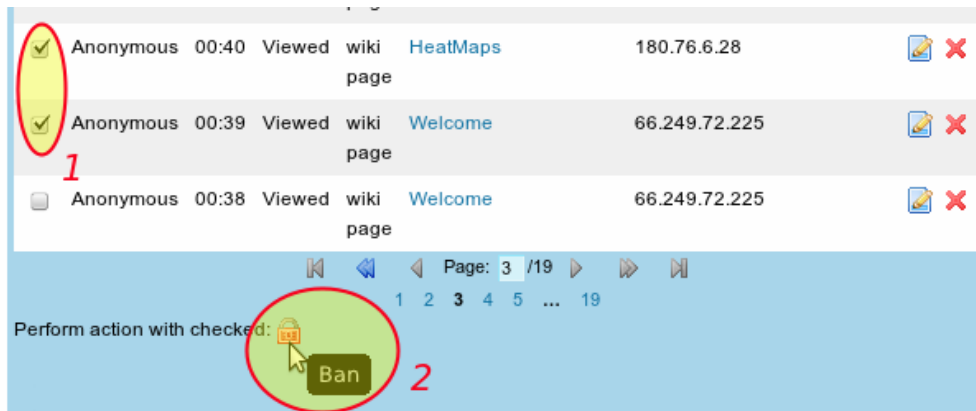 Anonymous 00:40 Viewed wiki HeatMaps 180.76.6.28
page
Anonymous 00:39 Viewed wiki Welcome 66.249.72.225
page
1
Anonymous 00:38 Viewed wiki Welcome 66.249.72.225
page
Page: 3 /19
1 2 3 4 5 ... 19
Perform action with checked:
Ban
2